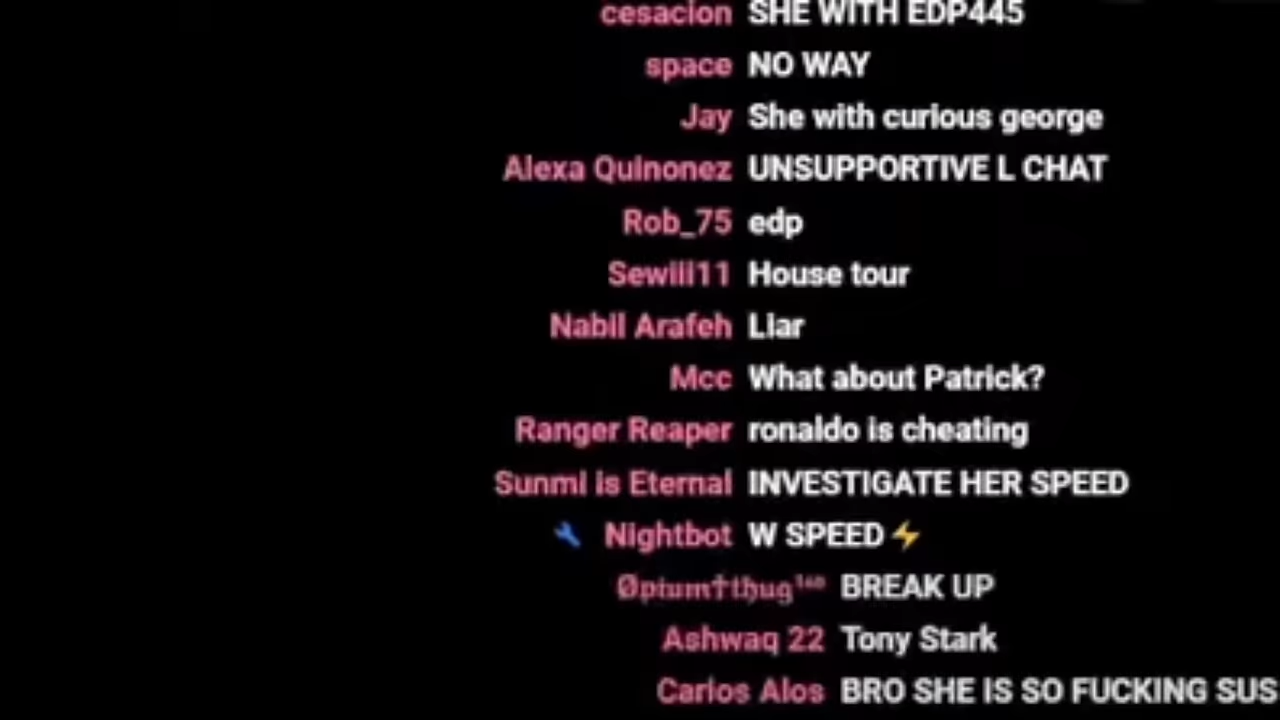 cesacion SHE WITH EDP445
space NO WAY
Jay She with curious george
Alexa Quinonez UNSUPPORTIVE L CHAT
Rob_75 edp
Sewiii11 House tour
Nabil Arafeh Liar
Mcc What about Patrick?
Ranger Reaper ronaldo is cheating
Sunmi is Eternal INVESTIGATE HER SPEED
Nightbot W SPEED⚡
BREAK UP
Ashwaq 22 Tony Stark
Carlos Alos BRO SHE IS SO FUCKING SUS